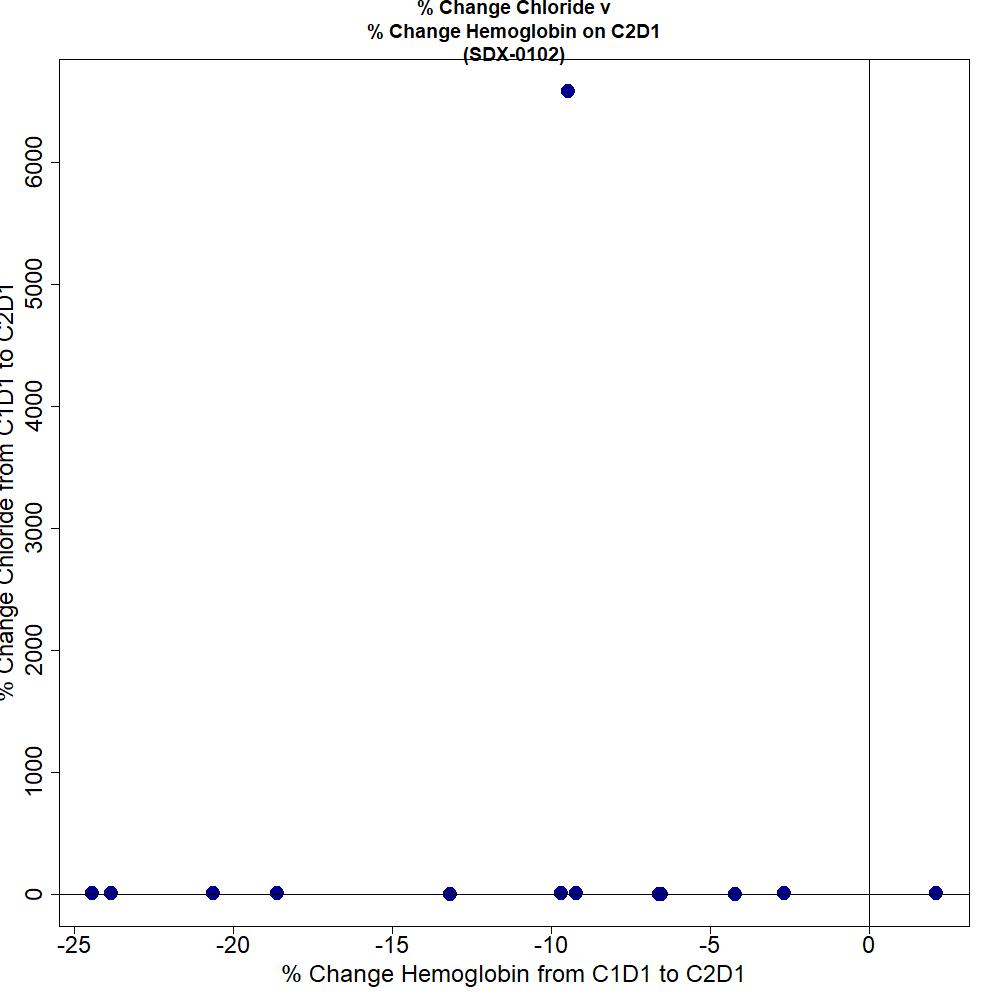 % Change Chloride v
% Change Hemoglobin on C2D1
(SDX-0102)
% Change Chloride from C1D1 to C2D1
6000
5000
4000
3000
2000
1000
0
-25
-20
-15
-10
-5
0
% Change Hemoglobin from C1D1 to C2D1